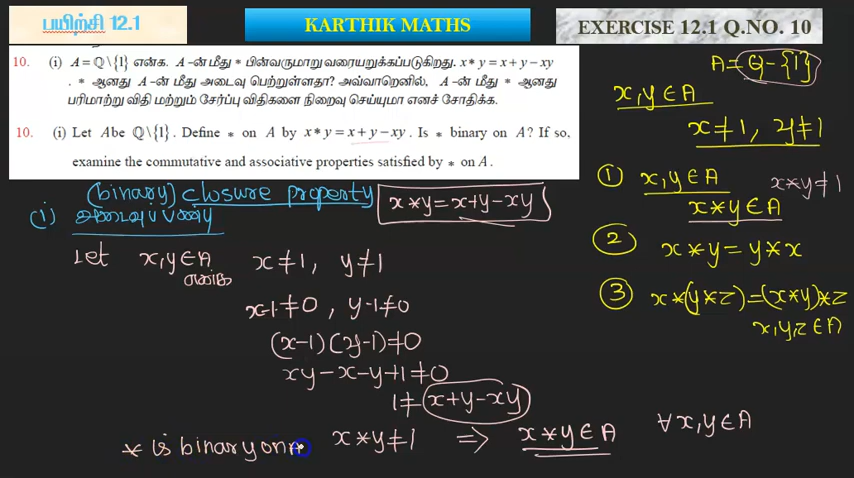 பயிற்சி 12.1
KARTHIK MATHS
EXERCISE 12.1 Q.NO. 10
10. (i) A = ℚ\{1} என்க. A-ன் மீது * பின்வருமாறு வரையறுக்கப்படுகிறது. x*y = x+y−xy
. * ஆனது A-ன் மீது அடைவு பெற்றுள்ளதா? அவ்வாறெனில், A-ன் மீது * ஆனது
பரிமாற்று விதி மற்றும் சேர்ப்பு விதிகளை நிறைவு செய்யுமா எனச் சோதிக்க.
10. (i) Let A be ℚ\{1}. Define * on A by x*y = x+y−xy. Is * binary on A? If so,
examine the commutative and associative properties satisfied by * on A.
A = Q - {1}
x, y ∈ A
x ≠ 1, y ≠ 1
① x, y ∈ A x*y ≠ 1
x*y ∈ A
② x*y = y*x
③ x*(y*z) = (x*y)*z
x, y, z ∈ A
(binary) closure property
(i) அடைவுப் பண்பு
x*y = x+y-xy
Let x, y ∈ A x ≠ 1, y ≠ 1
என்க
x-1 ≠ 0, y-1 ≠ 0
(x-1)(y-1) ≠ 0
xy-x-y+1 ≠ 0
1 ≠ x+y-xy
x*y ≠ 1 ⇒ x*y ∈ A ∀ x, y ∈ A
* is binary on A